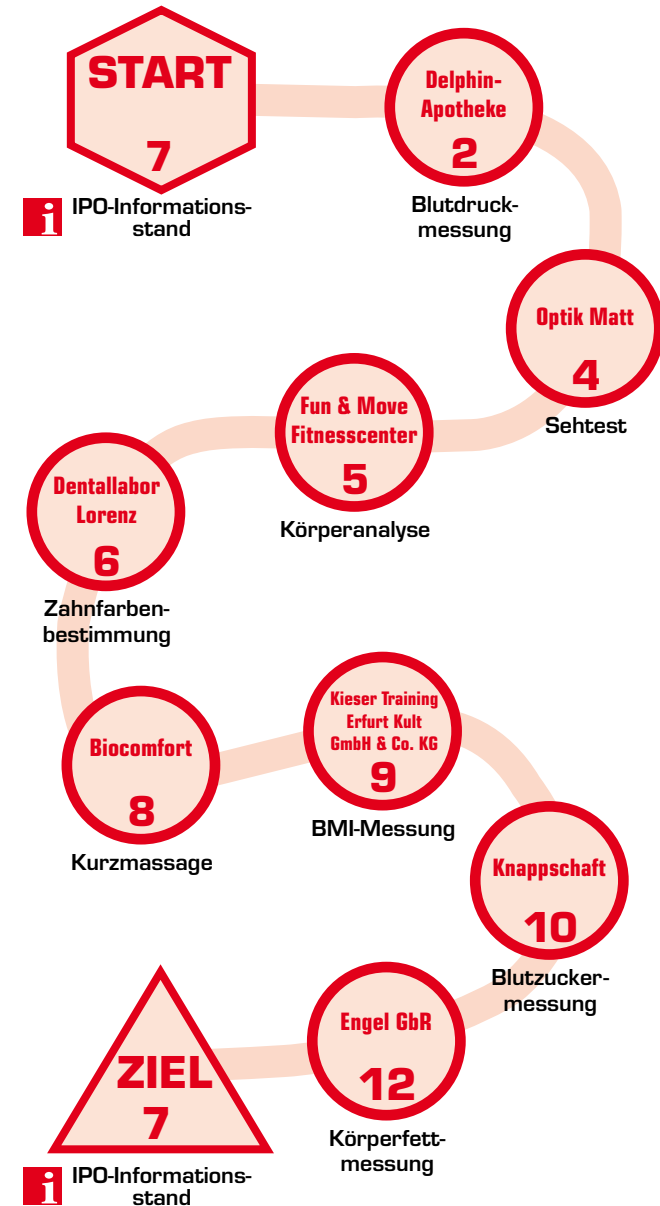 START
7
i IPO-Informations-
stand
Delphin-
Apotheke
2
Blutdruck-
messung
Optik Matt
4
Sehtest
Fun & Move
Fitnesscenter
5
Körperanalyse
Dentallabor
Lorenz
6
Zahnfarben-
bestimmung
Biocomfort
8
Kurzmassage
Kieser Training
Erfurt Kult
GmbH & Co. KG
9
BMI-Messung
Knappschaft
10
Blutzucker-
messung
Engel GbR
12
Körperfett-
messung
ZIEL
7
i IPO-Informations-
stand